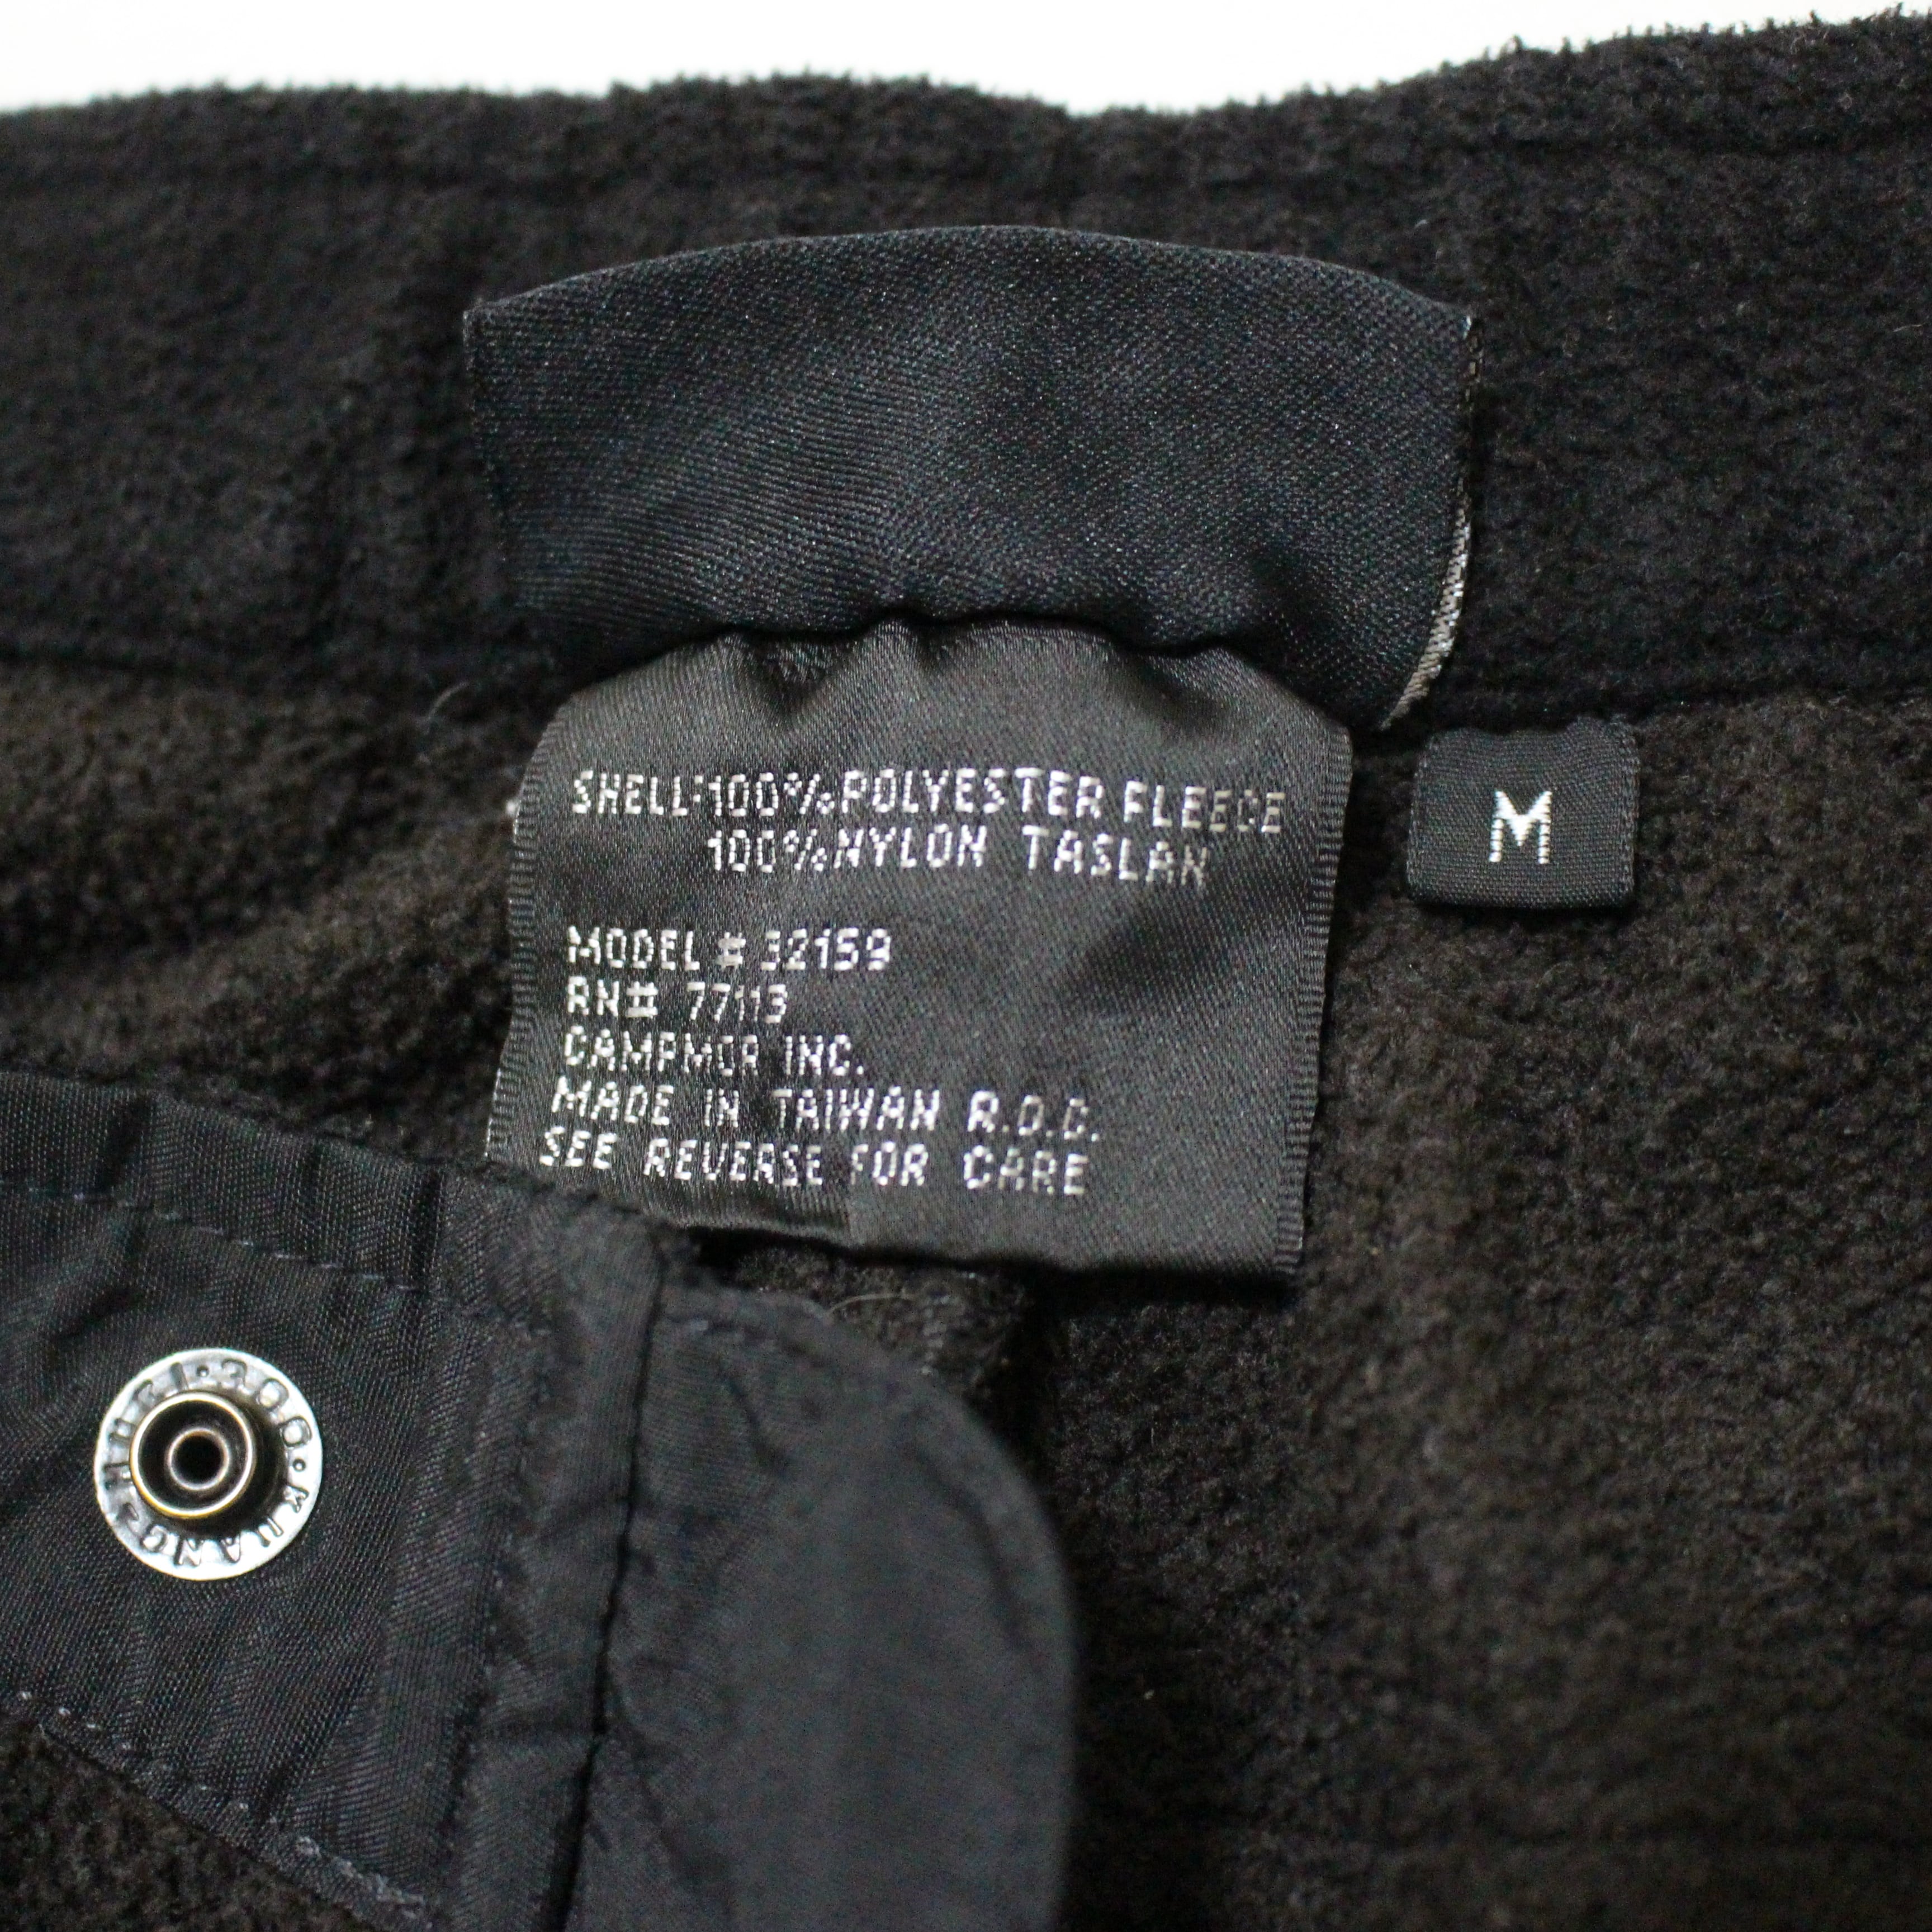 SHELL:100%POLYESTER FLEECE
100%NYLON TASLAN
M
MODEL # 32159
RN# 77113
CAMPMOR INC.
MADE IN TAIWAN R.O.C.
SEE REVERSE FOR CARE